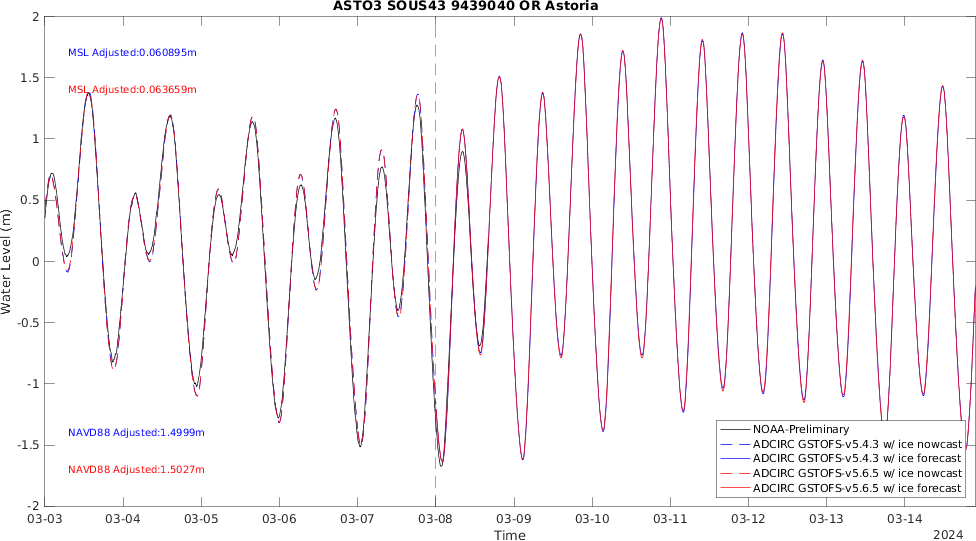 ASTO3 SOUS43 9439040 OR Astoria
MSL Adjusted:0.060895m
MSL Adjusted:0.063659m
NAVD88 Adjusted:1.4999m
NAVD88 Adjusted:1.5027m
Water Level (m)
2
1.5
1
0.5
0
-0.5
-1
-1.5
-2
NOAA-Preliminary
ADCIRC GSTOFS-v5.4.3 w/ ice nowcast
ADCIRC GSTOFS-v5.4.3 w/ ice forecast
ADCIRC GSTOFS-v5.6.5 w/ ice nowcast
ADCIRC GSTOFS-v5.6.5 w/ ice forecast
03-03 03-04 03-05 03-06 03-07 03-08 03-09 03-10 03-11 03-12 03-13 03-14
Time
2024